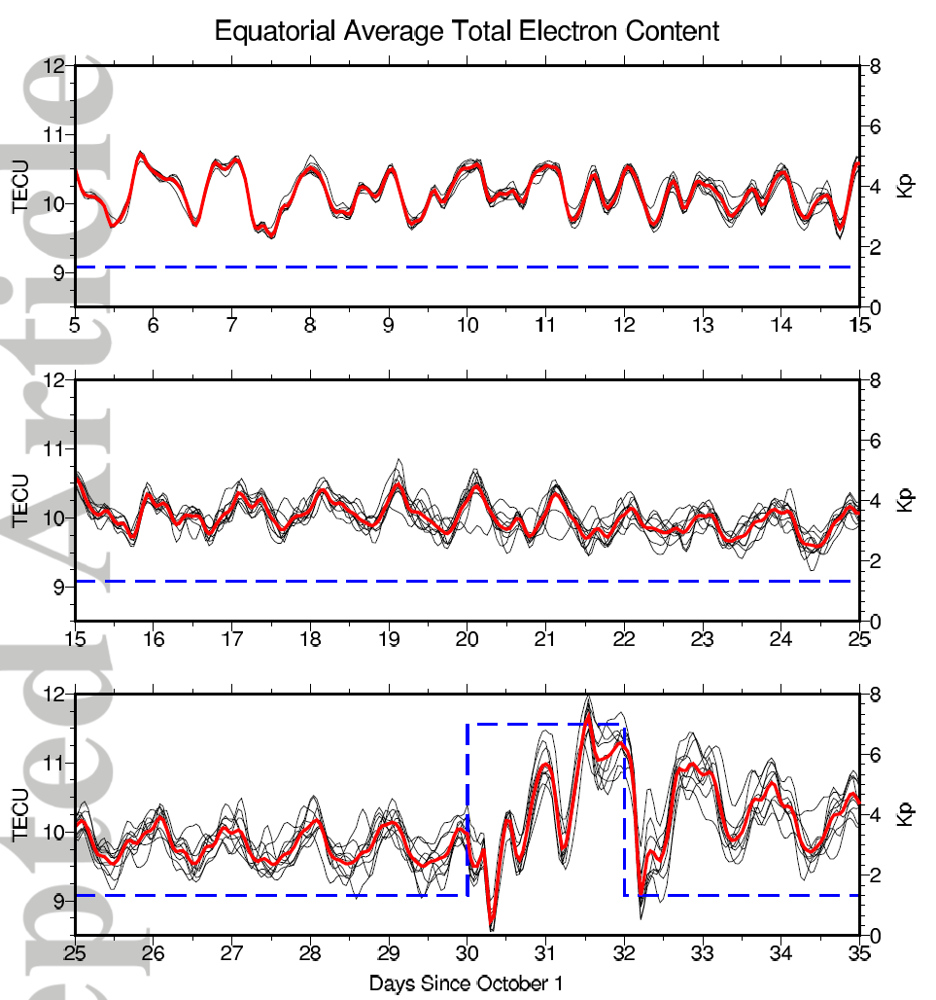 Equatorial Average Total Electron Content
12 8
11 6
TECU 10 4 Kp
9 2
0
5 6 7 8 9 10 11 12 13 14 15
12 8
11 6
TECU 10 4 Kp
9 2
0
15 16 17 18 19 20 21 22 23 24 25
12 8
11 6
TECU 10 4 Kp
9 2
0
25 26 27 28 29 30 31 32 33 34 35
Days Since October 1
epted Article